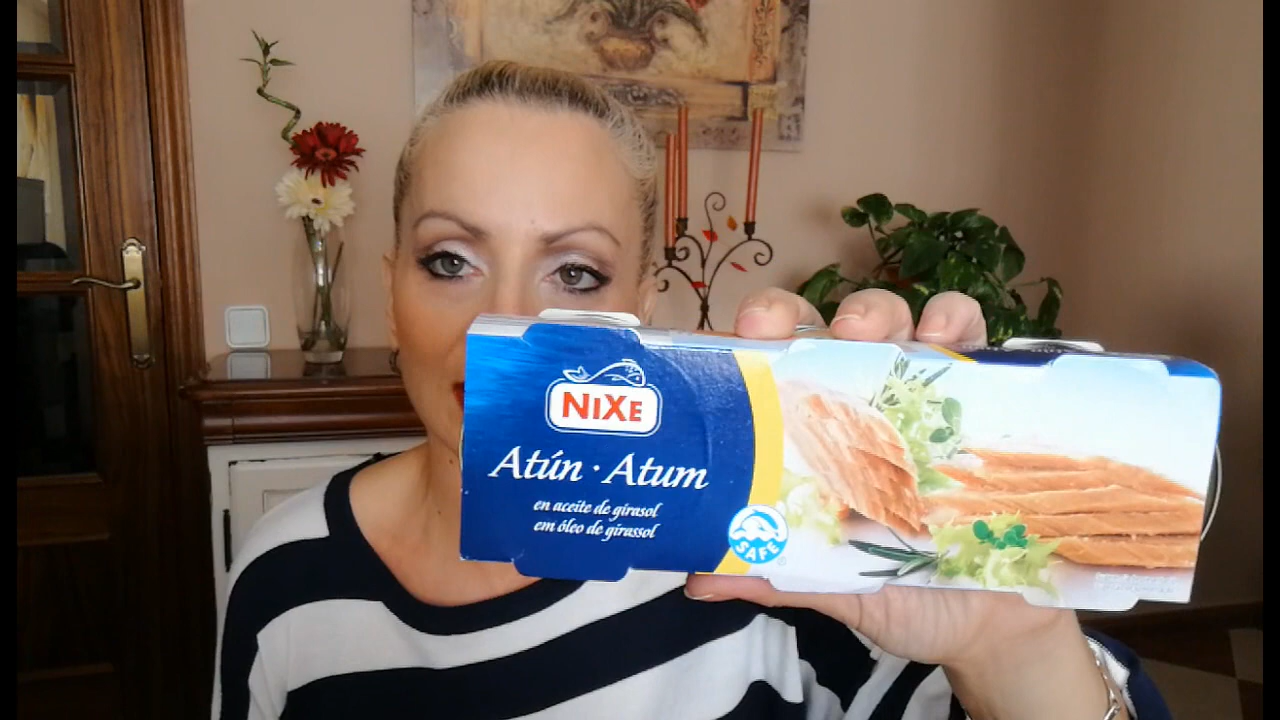 NIXE
Atún · Atum
en aceite de girasol
em óleo de girassol
SAFE